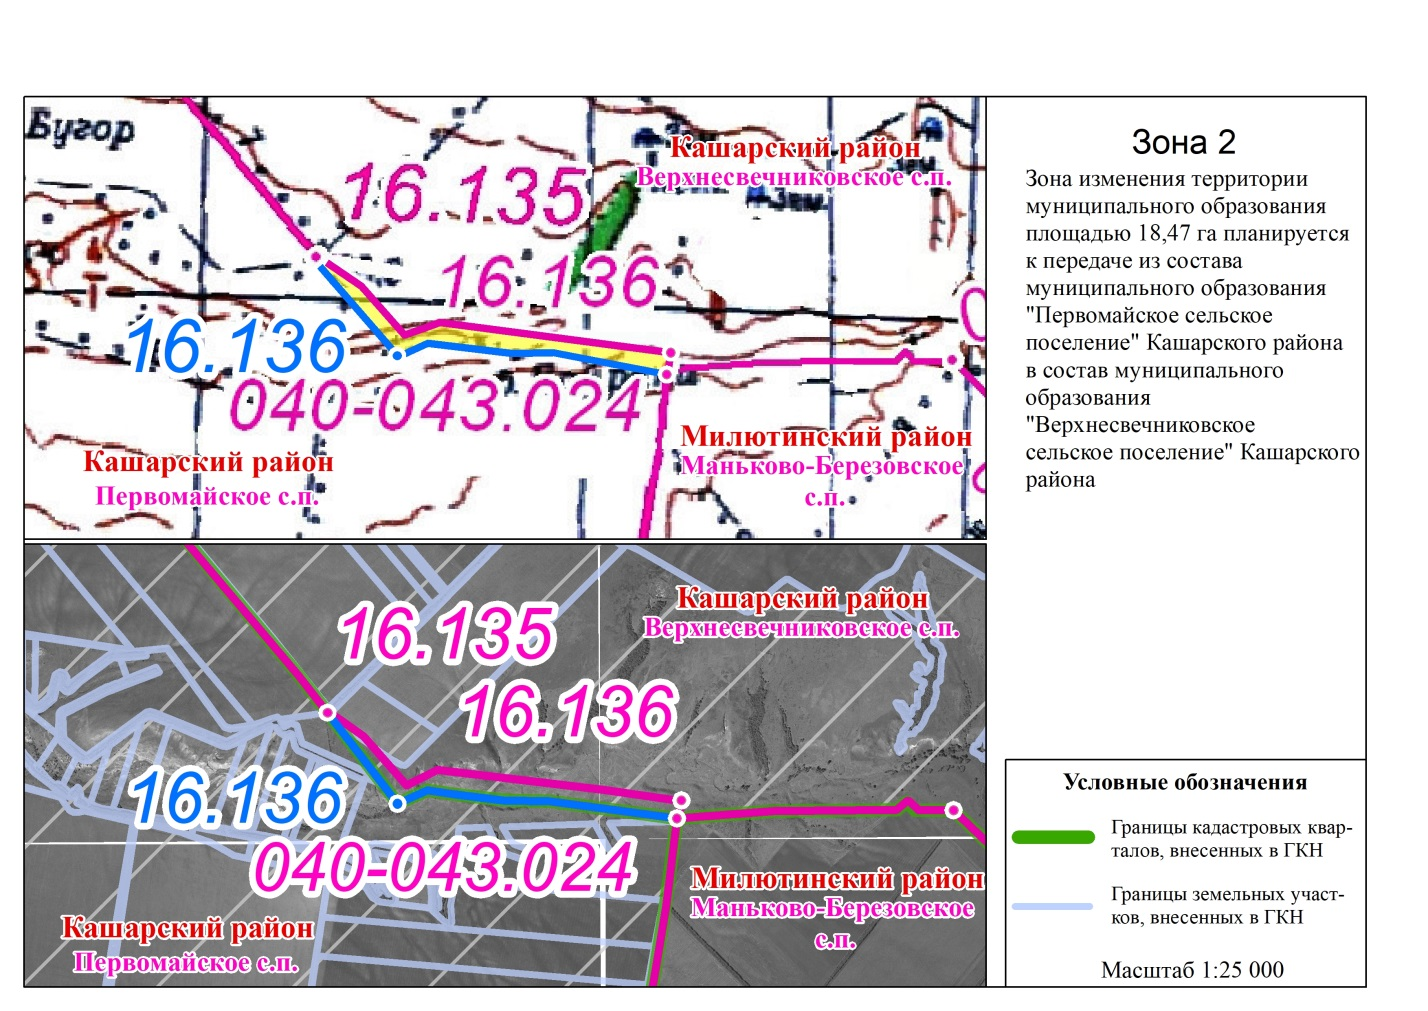 Бугор
Кашарский район
Верхнесвечниковское с.п.
16.135
16.136
16.136
040-043.024
Кашарский район
Первомайское с.п.
Милютинский район
Маньково-Березовское
с.п.
Зона 2
Зона изменения территории
муниципального образования
площадью 18,47 га планируется
к передаче из состава
муниципального образования
"Первомайское сельское
поселение" Кашарского района
в состав муниципального
образования
"Верхнесвечниковское
сельское поселение" Кашарского
района
16.135
Кашарский район
Верхнесвечниковское с.п.
16.136
16.136
040-043.024
Кашарский район
Первомайское с.п.
Милютинский район
Маньково-Березовское
с.п.
Условные обозначения
Границы кадастровых квар-
талов, внесенных в ГКН
Границы земельных участ-
ков, внесенных в ГКН
Масштаб 1:25 000